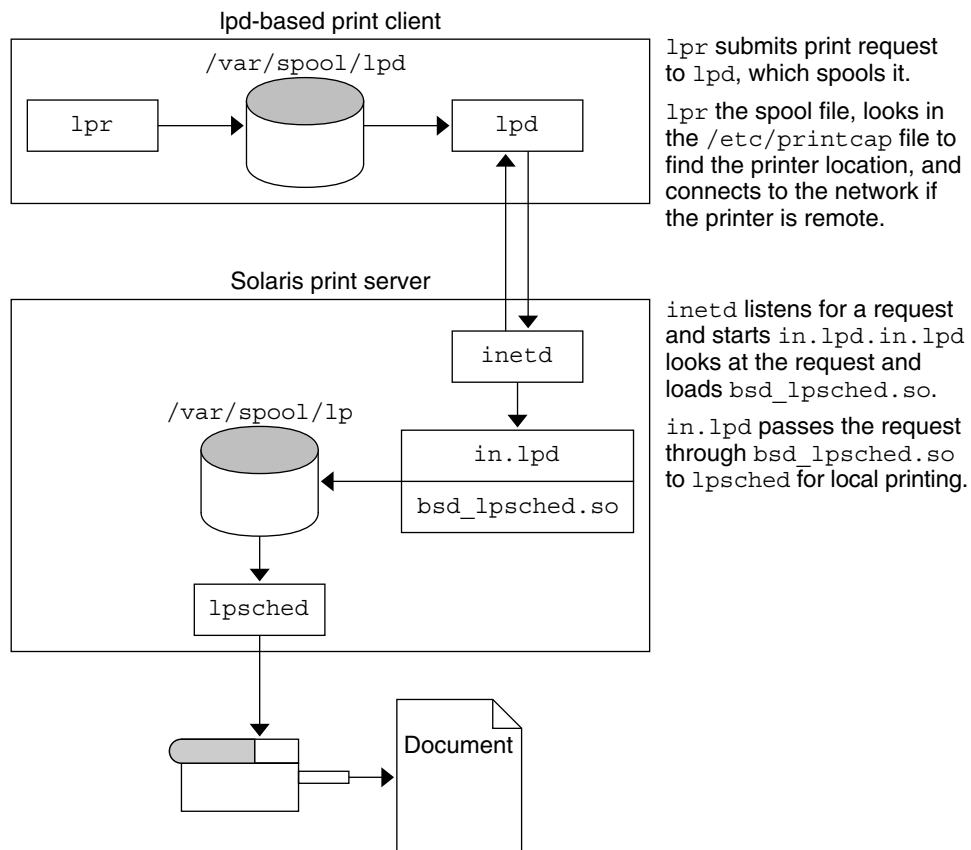 lpd-based print client
/var/spool/lpd
lpr
lpd
lpr submits print request
to lpd, which spools it.
lpr the spool file, looks in
the /etc/printcap file to
find the printer location, and
connects to the network if
the printer is remote.
Solaris print server
inetd
/var/spool/lp
in.lpd
bsd_lpsched.so
lpsched
inetd listens for a request
and starts in.lpd.in.lpd
looks at the request and
loads bsd_lpsched.so.
in.lpd passes the request
through bsd_lpsched.so
to lpsched for local printing.
Document